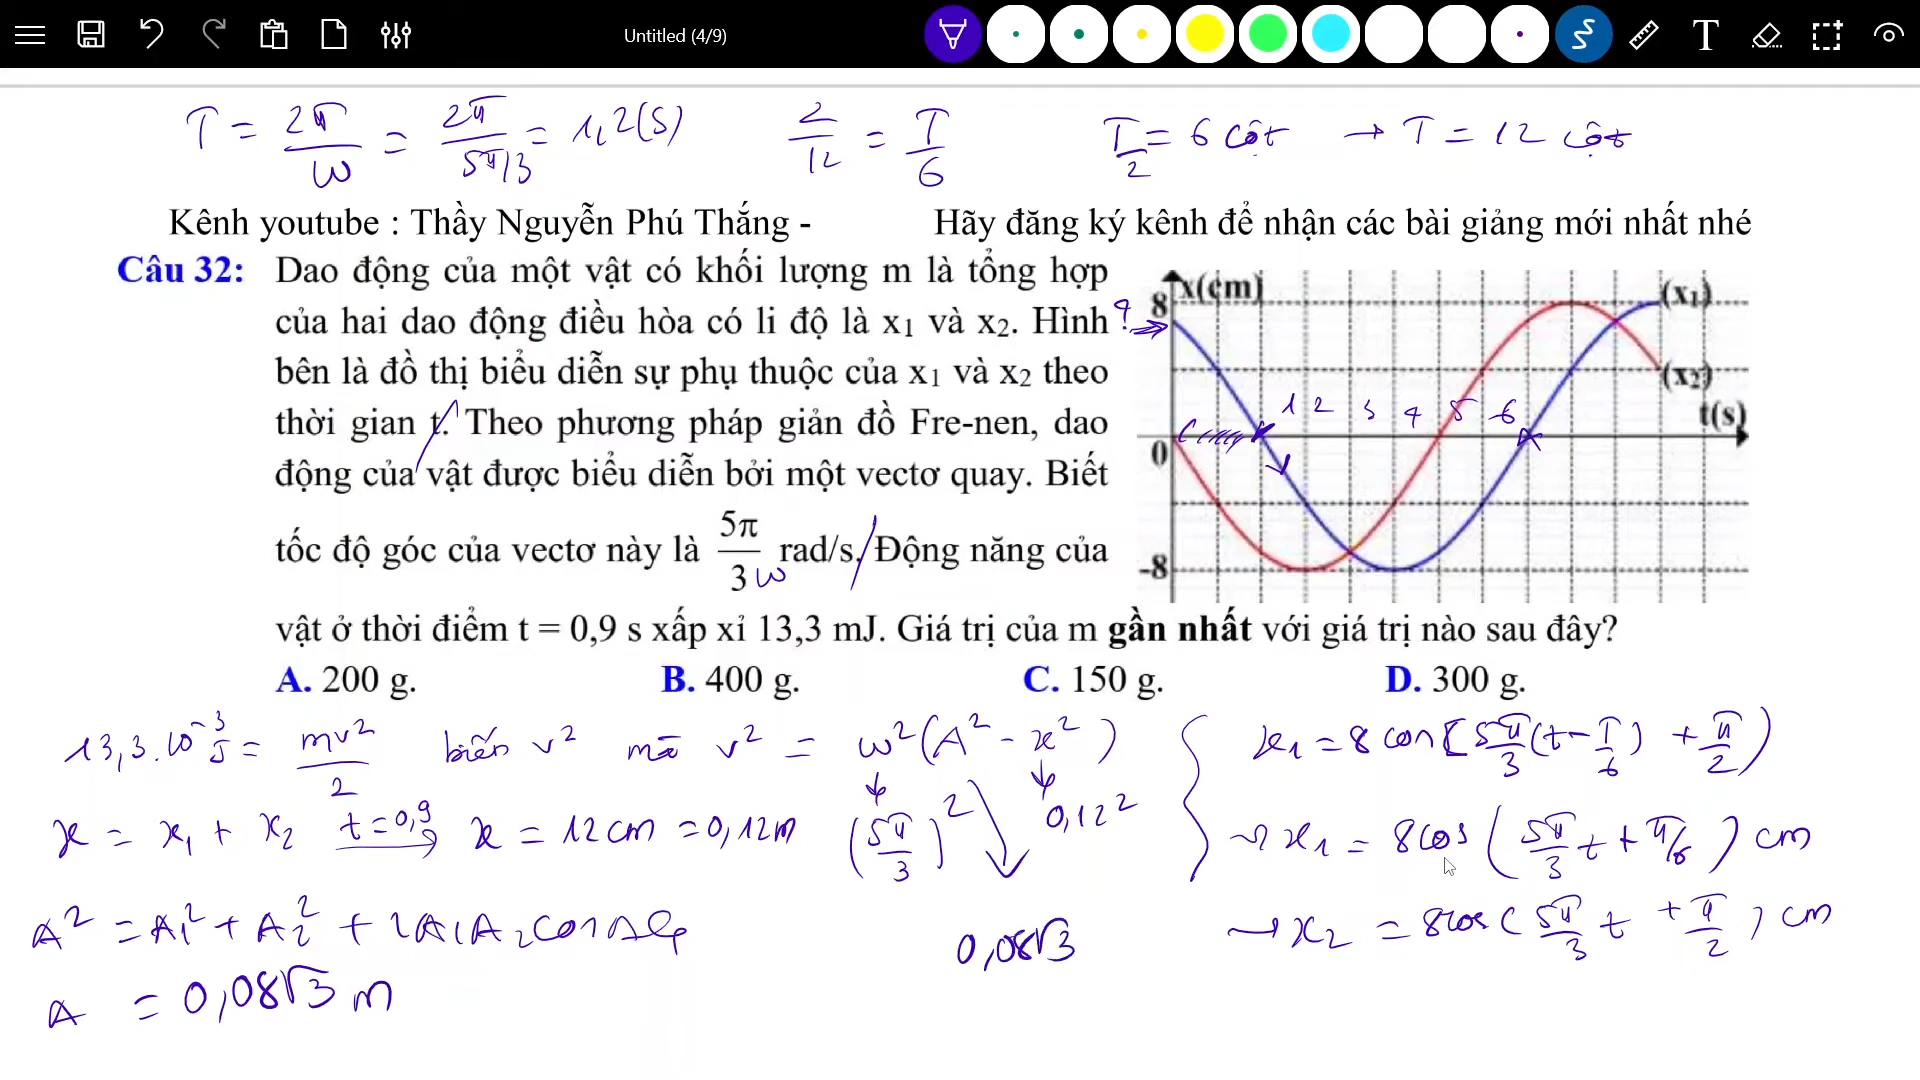 Untitled (4/9)
T = 2π/ω = 2π/5π/3 = 1,2(S)   2/12 = T/6   T/2 = 6 cột → T = 12 cột
Kênh youtube : Thầy Nguyễn Phú Thắng - Hãy đăng ký kênh để nhận các bài giảng mới nhất nhé
Câu 32: Dao động của một vật có khối lượng m là tổng hợp
của hai dao động điều hòa có li độ là x₁ và x₂. Hình
bên là đồ thị biểu diễn sự phụ thuộc của x₁ và x₂ theo
thời gian t. Theo phương pháp giản đồ Fre-nen, dao
động của vật được biểu diễn bởi một vectơ quay. Biết
tốc độ góc của vectơ này là 5π/3 rad/s. Động năng của
ω
vật ở thời điểm t = 0,9 s xấp xỉ 13,3 mJ. Giá trị của m gần nhất với giá trị nào sau đây?
A. 200 g. B. 400 g. C. 150 g. D. 300 g.
x(cm)
8
(x₁)
(x₂)
1 2 3 4 5 6
t(s)
0
-8
13,3.10⁻³ J = mv²/2   biến v²   mà v² = ω²(A² - x²)
x = x₁ + x₂   t=0,9 →   x = 12 cm = 0,12m   (5π/3)²   0,12²
A² = A₁² + A₂² + 2A₁A₂cosΔφ
0,08√3
A = 0,08√3 m
x₁ = 8 cos[5π/3(t - T/6) + π/2)
→ x₁ = 8cos(5π/3 t + π/6) cm
→ x₂ = 8cos(5π/3 t + π/2) cm